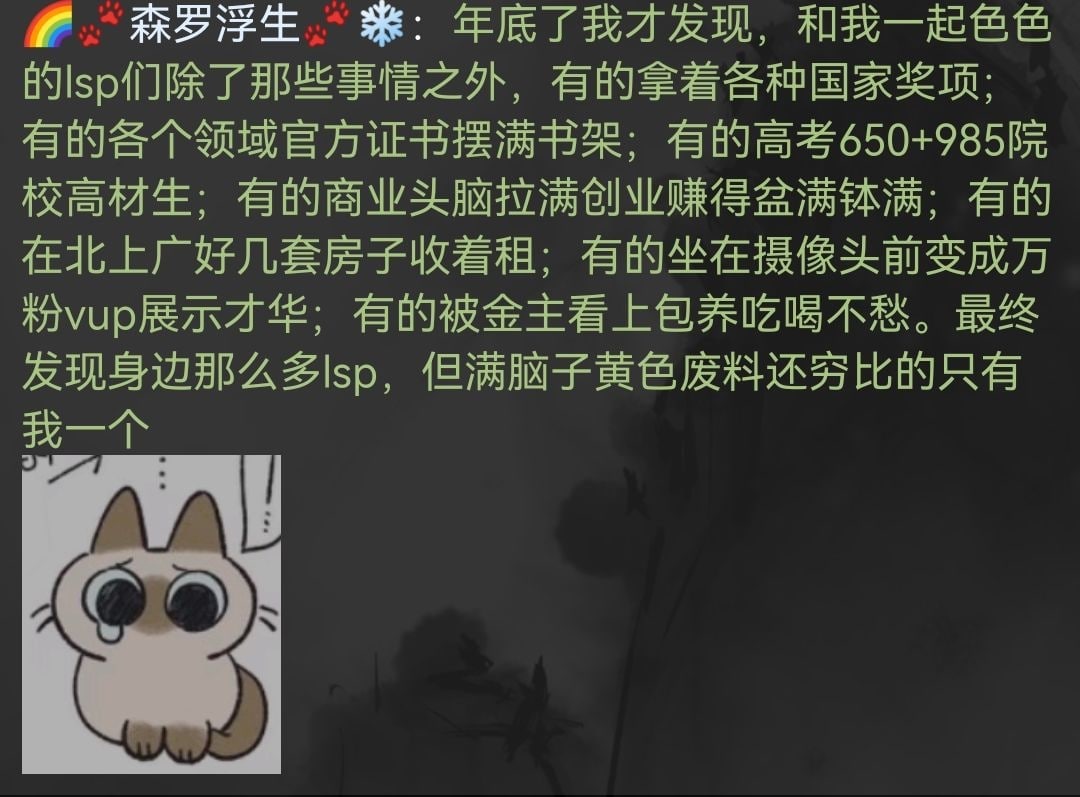 🌈🐾森罗浮生🐾❄️：年底了我才发现，和我一起色色
的lsp们除了那些事情之外，有的拿着各种国家奖项；
有的各个领域官方证书摆满书架；有的高考650+985院
校高材生；有的商业头脑拉满创业赚得盆满钵满；有的
在北上广好几套房子收着租；有的坐在摄像头前变成万
粉vup展示才华；有的被金主看上包养吃喝不愁。最终
发现身边那么多lsp，但满脑子黄色废料还穷比的只有
我一个